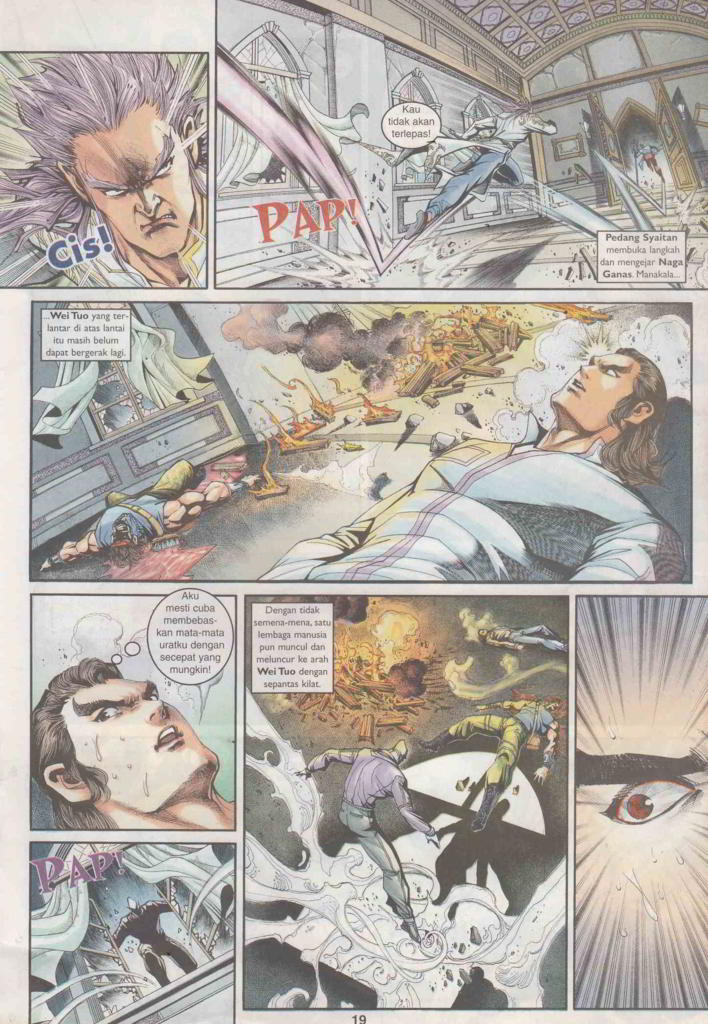 Cis!
Kau
tidak akan
terlepas!
PAP!
Pedang Syaitan
membuka langkah
dan mengejar Naga
Ganas. Manakala...
...Wei Tuo yang ter-
lantar di atas lantai
itu masih belum
dapat bergerak lagi.
Aku
mesti cuba
membebas-
kan mata-mata
uratku dengan
secepat yang
mungkin!
PAP!
Dengan tidak
semena-mena, satu
lembaga manusia
pun muncul dan
meluncur ke arah
Wei Tuo dengan
sepantas kilat.
19